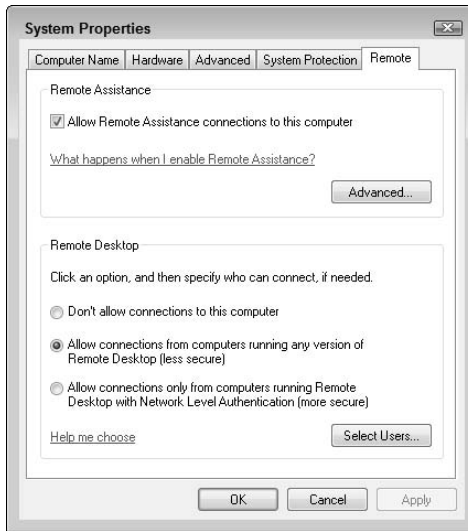 System Properties
Computer Name Hardware Advanced System Protection Remote
Remote Assistance
Allow Remote Assistance connections to this computer
What happens when I enable Remote Assistance?
Advanced...
Remote Desktop
Click an option, and then specify who can connect, if needed.
Don't allow connections to this computer
Allow connections from computers running any version of
Remote Desktop (less secure)
Allow connections only from computers running Remote
Desktop with Network Level Authentication (more secure)
Help me choose
Select Users...
OK Cancel Apply